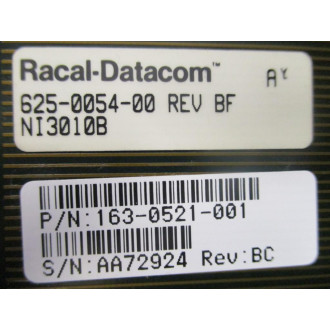 Racal-Datacom™
625-0054-00 REV BF
NI3010B
P/N:163-0521-001
S/N:AA72924 Rev:BC